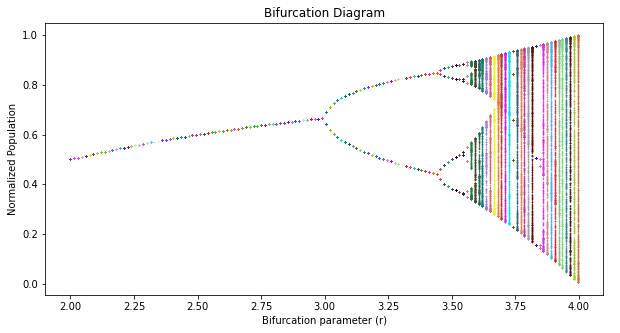 Bifurcation Diagram
Normalized Population
1.0
0.8
0.6
0.4
0.2
0.0
2.00 2.25 2.50 2.75 3.00 3.25 3.50 3.75 4.00
Bifurcation parameter (r)